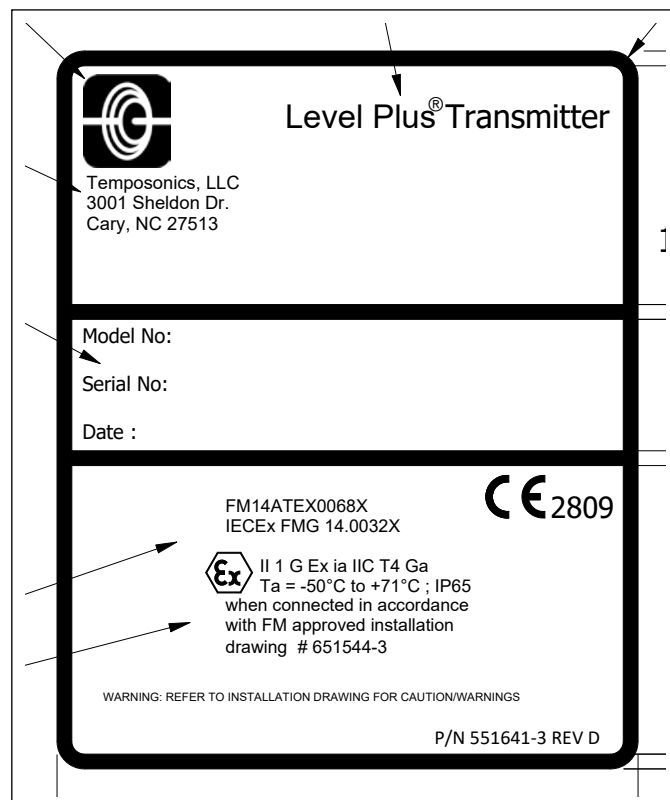 Level Plus® Transmitter
Temposonics, LLC
3001 Sheldon Dr.
Cary, NC 27513
Model No:
Serial No:
Date :
CE 2809
FM14ATEX0068X
IECEx FMG 14.0032X
Ex II 1 G Ex ia IIC T4 Ga
Ta = -50°C to +71°C ; IP65
when connected in accordance
with FM approved installation
drawing # 651544-3
WARNING: REFER TO INSTALLATION DRAWING FOR CAUTION/WARNINGS
P/N 551641-3 REV D